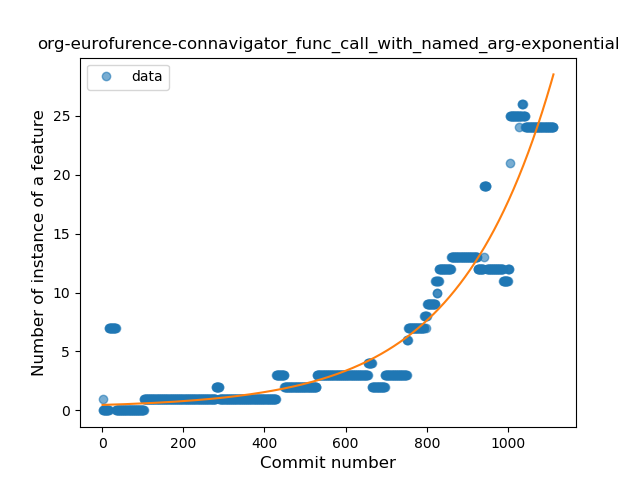 org-eurofurence-connavigator_func_call_with_named_arg-exponential
data
Number of instance of a feature
25
20
15
10
5
0
0 200 400 600 800 1000
Commit number